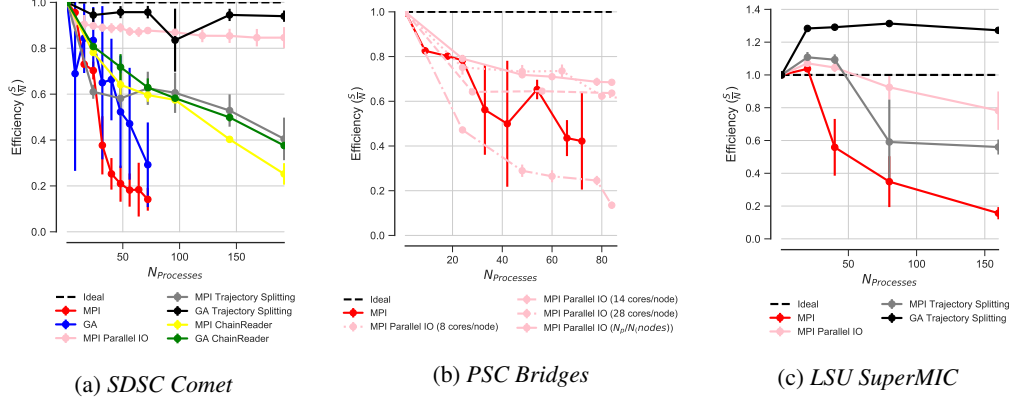 1.0
0.8
0.6
0.4
0.2
0.0
Efficiency (S/N)
50 100 150
N_Processes
Ideal
MPI
GA
MPI Parallel IO
MPI Trajectory Splitting
GA Trajectory Splitting
MPI ChainReader
GA ChainReader
(a) SDSC Comet
1.0
0.8
0.6
0.4
0.2
0.0
Efficiency (S/N)
20 40 60 80
N_Processes
Ideal
MPI
MPI Parallel IO (8 cores/node)
MPI Parallel IO (14 cores/node)
MPI Parallel IO (28 cores/node)
MPI Parallel IO (N_p/N_(nodes))
(b) PSC Bridges
1.4
1.2
1.0
0.8
0.6
0.4
0.2
0.0
Efficiency (S/N)
50 100 150
N_Processes
Ideal
MPI
MPI Parallel IO
MPI Trajectory Splitting
GA Trajectory Splitting
(c) LSU SuperMIC